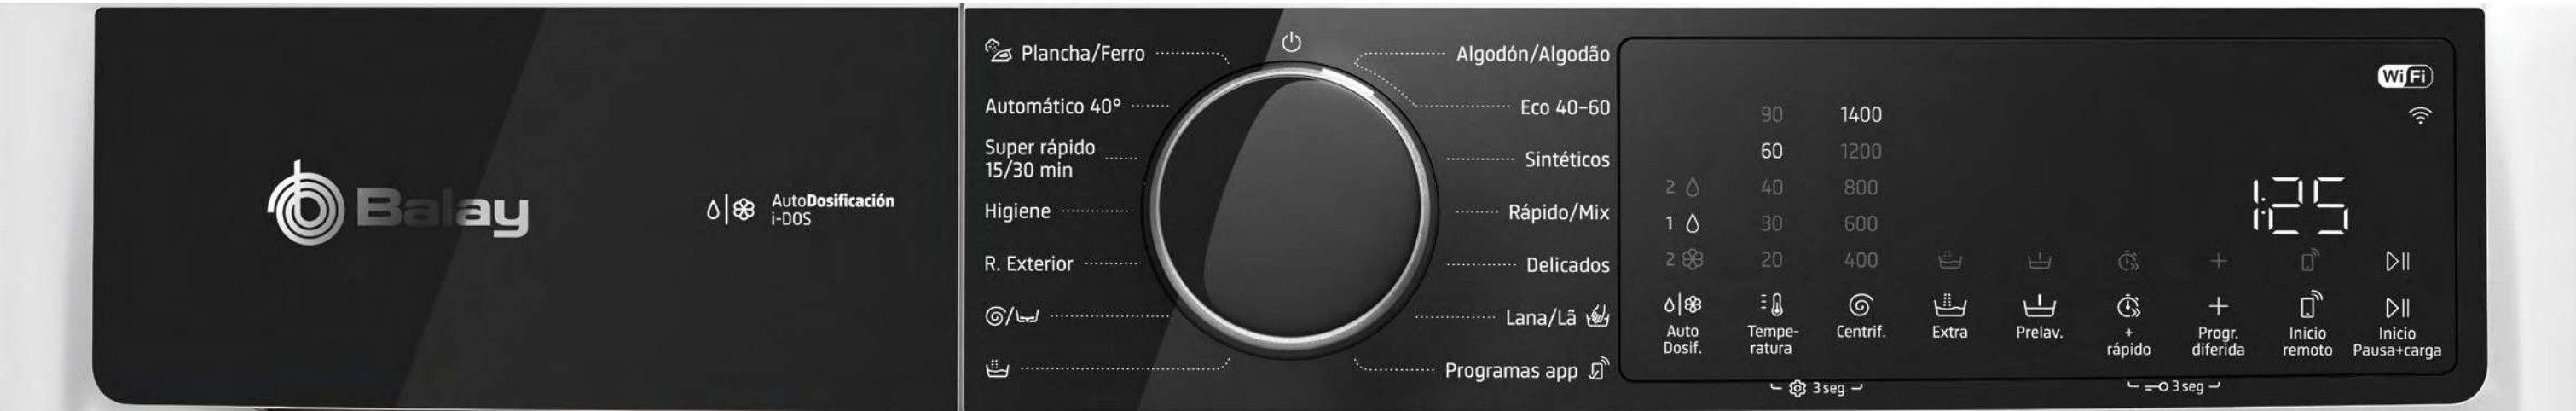 Balay
AutoDosificación
i-DOS
Plancha/Ferro
Automático 40°
Super rápido
15/30 min
Higiene
R. Exterior
Algodón/Algodão
Eco 40-60
Sintéticos
Rápido/Mix
Delicados
Lana/Lã
Programas app
WiFi
90 1400
60 1200
2 40 800
1 30 600
2 20 400
1:25
Auto
Dosif.
Tempe-
ratura
Centrif.
Extra
Prelav.
+
rápido
Progr.
diferida
Inicio
remoto
Inicio
Pausa+carga
3 seg
3 seg